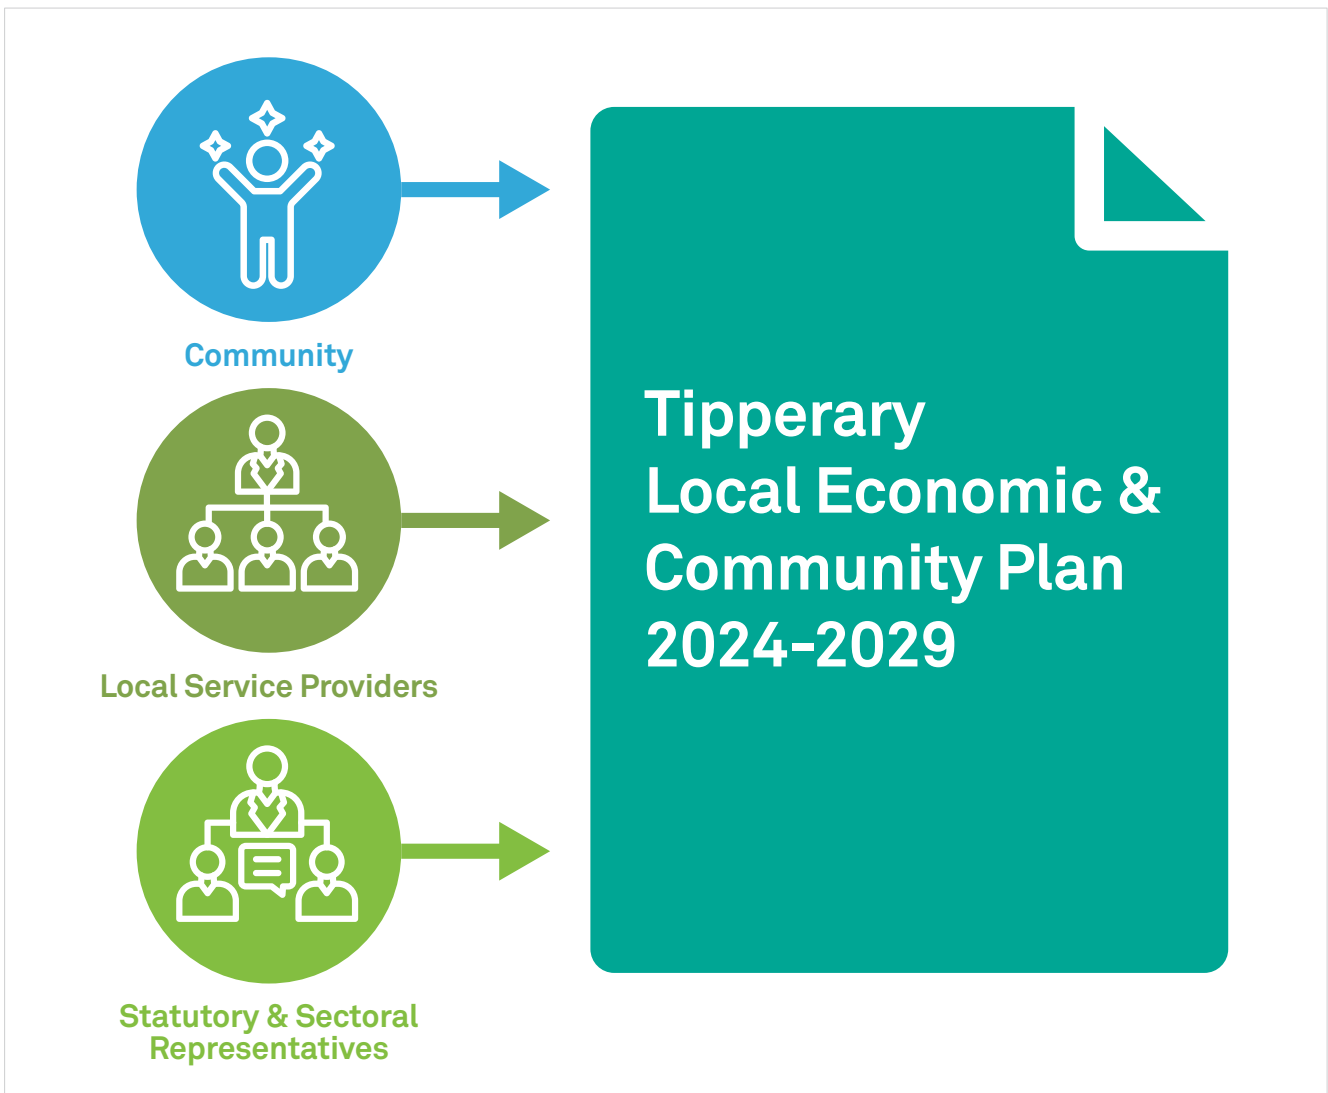 Community
Local Service Providers
Statutory & Sectoral
Representatives
Tipperary
Local Economic &
Community Plan
2024-2029